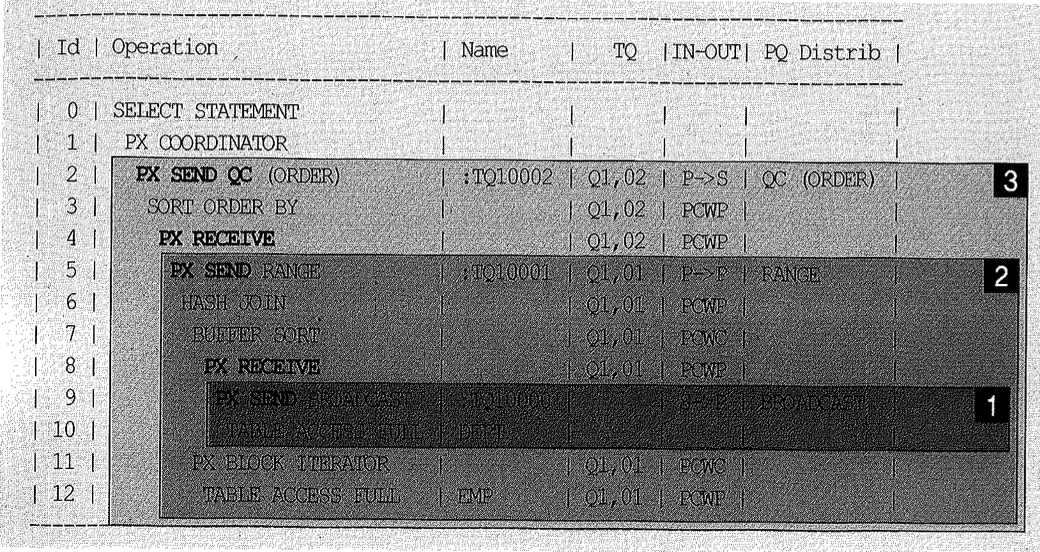 | Id | Operation | Name | TQ |IN-OUT| PQ Distrib |
| 0 | SELECT STATEMENT | | | | |
| 1 | PX COORDINATOR | | | | |
| 2 | PX SEND QC (ORDER) | :TQ10002 | Q1,02 | P->S | QC (ORDER) | 3
| 3 | SORT ORDER BY | | Q1,02 | PCWP | |
| 4 | PX RECEIVE | | Q1,02 | PCWP | |
| 5 | PX SEND RANGE | :TQ10001 | Q1,01 | P->P | RANGE | 2
| 6 | HASH JOIN | | Q1,01 | PCWP | |
| 7 | BUFFER SORT | | Q1,01 | PCWC | |
| 8 | PX RECEIVE | | Q1,01 | PCWP | |
| 9 | PX SEND BROADCAST | :TQ10000 | | S->P | BROADCAST | 1
| 10 | TABLE ACCESS FULL | DEPT | | | |
| 11 | PX BLOCK ITERATOR | | Q1,01 | PCWC | |
| 12 | TABLE ACCESS FULL | EMP | Q1,01 | PCWP | |